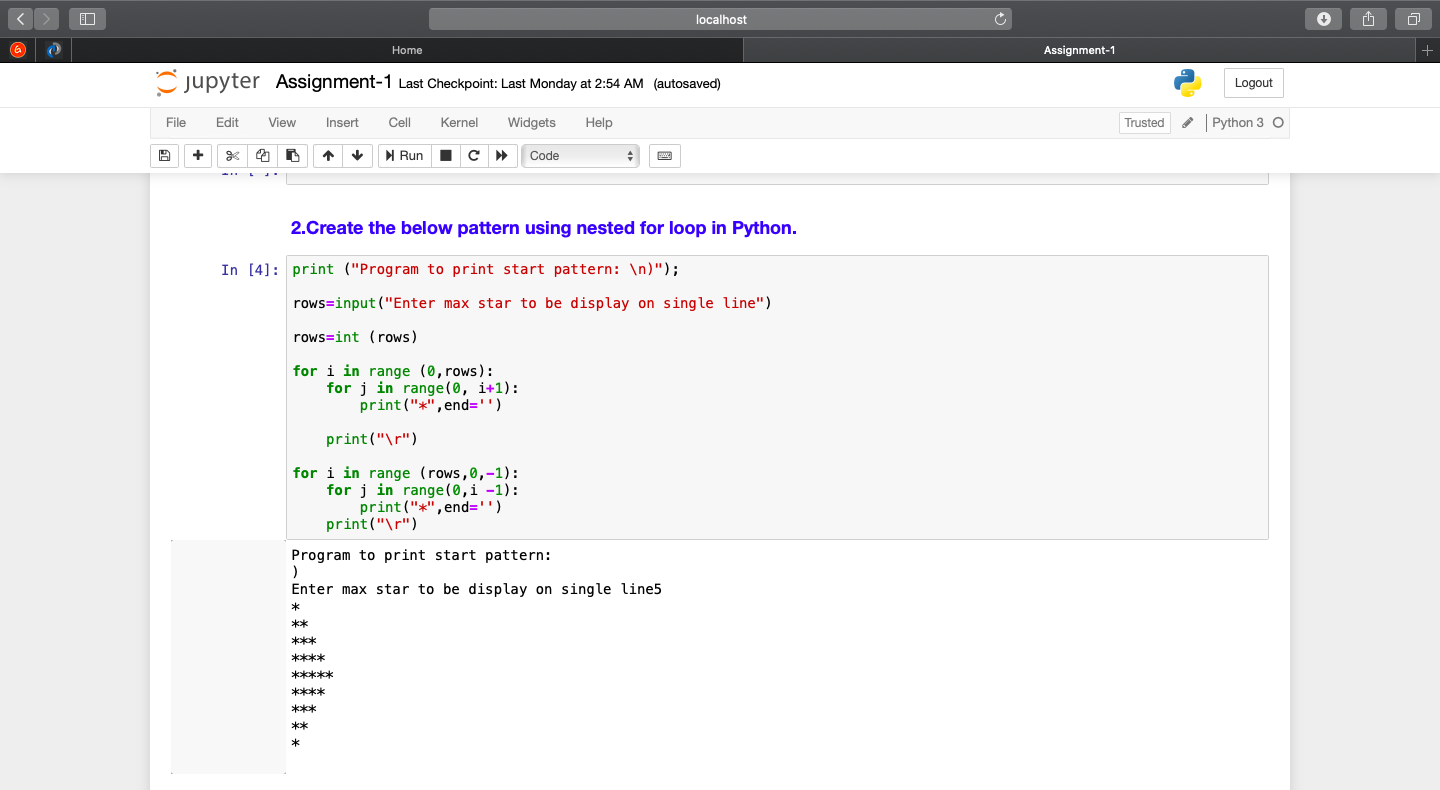 localhost
Home
Assignment-1
jupyter Assignment-1 Last Checkpoint: Last Monday at 2:54 AM (autosaved)
Logout
File Edit View Insert Cell Kernel Widgets Help
Trusted Python 3
Run Code
2.Create the below pattern using nested for loop in Python.
In [4]: print ("Program to print start pattern: \n)");
rows=input("Enter max star to be display on single line")
rows=int (rows)
for i in range (0,rows):
    for j in range(0, i+1):
        print("*",end='')
    print("\r")
for i in range (rows,0,-1):
    for j in range(0,i -1):
        print("*",end='')
    print("\r")
Program to print start pattern:
)
Enter max star to be display on single line5
*
**
***
****
*****
****
***
**
*